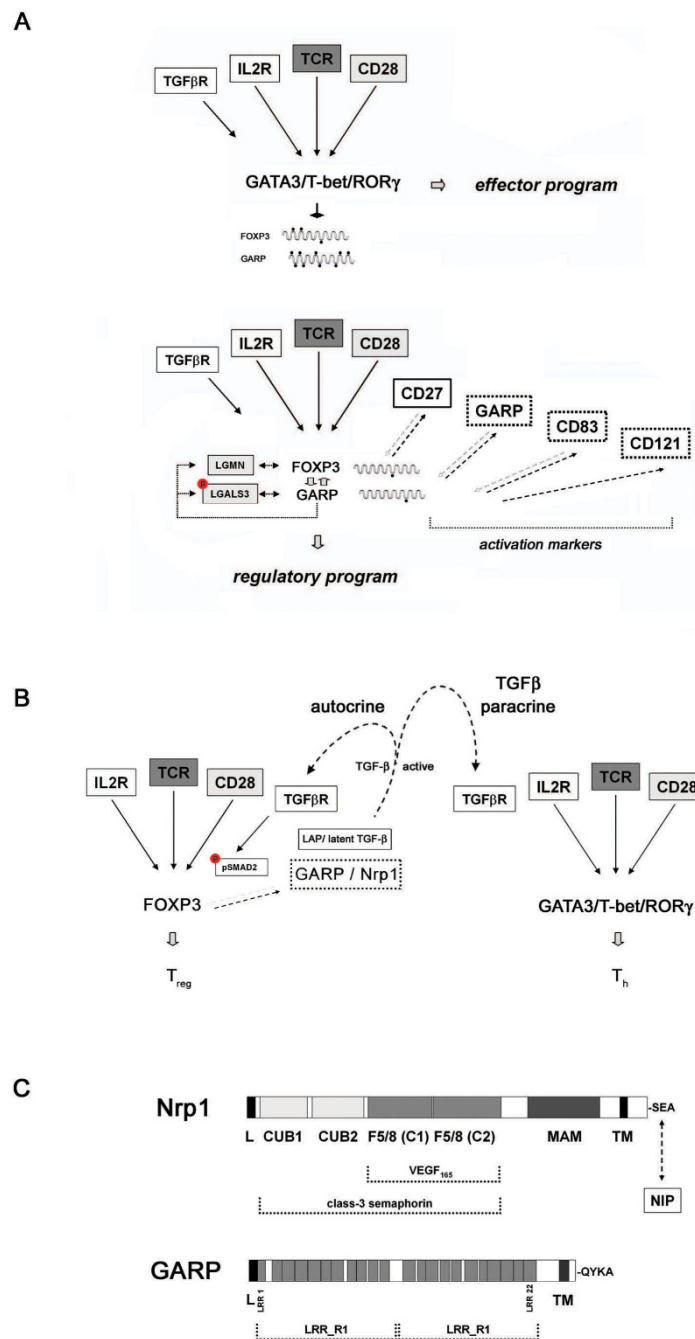 A
TGFβR
IL2R
TCR
CD28
GATA3/T-bet/RORγ
effector program
FOXP3
GARP
TGFβR
IL2R
TCR
CD28
CD27
GARP
CD83
CD121
LGMN
FOXP3
P
LGALS3
GARP
activation markers
regulatory program
B
autocrine
TGFβ
paracrine
IL2R
TCR
CD28
TGFβR
TGF-β active
TGFβR
IL2R
TCR
CD28
LAP/ latent TGF-β
P
pSMAD2
GARP / Nrp1
FOXP3
GATA3/T-bet/RORγ
Treg
Th
C
Nrp1
-SEA
L CUB1 CUB2 F5/8 (C1) F5/8 (C2) MAM TM
VEGF165
class-3 semaphorin
NIP
GARP
-QYKA
L
LRR 1
LRR 22
TM
LRR_R1 LRR_R1